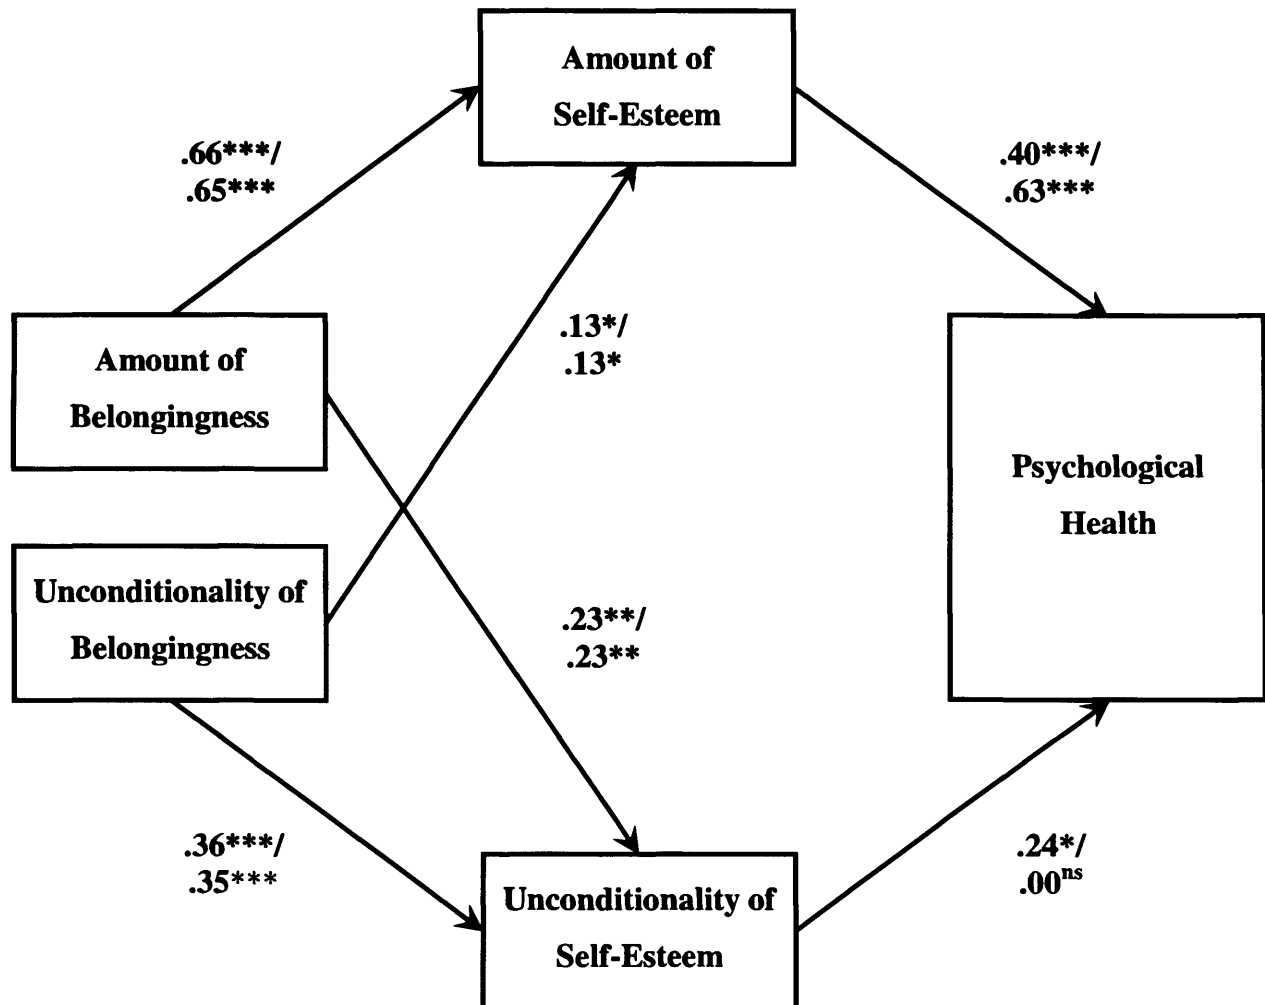 Amount of
Self-Esteem
.66***/
.65***
.40***/
.63***
.13*/
.13*
Amount of
Belongingness
Psychological
Health
Unconditionality of
Belongingness
.23**/
.23**
.36***/
.35***
.24*/
.00ns
Unconditionality of
Self-Esteem